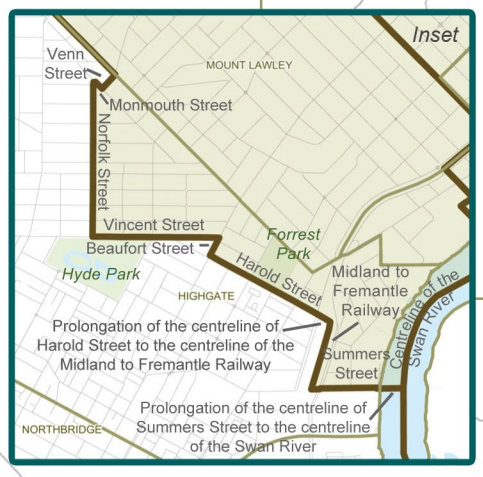 Inset
Venn
Street
MOUNT LAWLEY
Monmouth Street
Norfolk Street
Vincent Street
Beaufort Street
Forrest
Park
Hyde Park
Harold Street
Midland to
Fremantle
Railway
Centreline of the
Swan River
HIGHGATE
Prolongation of the centreline of
Harold Street to the centreline of the
Midland to Fremantle Railway
Summers
Street
Prolongation of the centreline of
Summers Street to the centreline
of the Swan River
NORTHBRIDGE